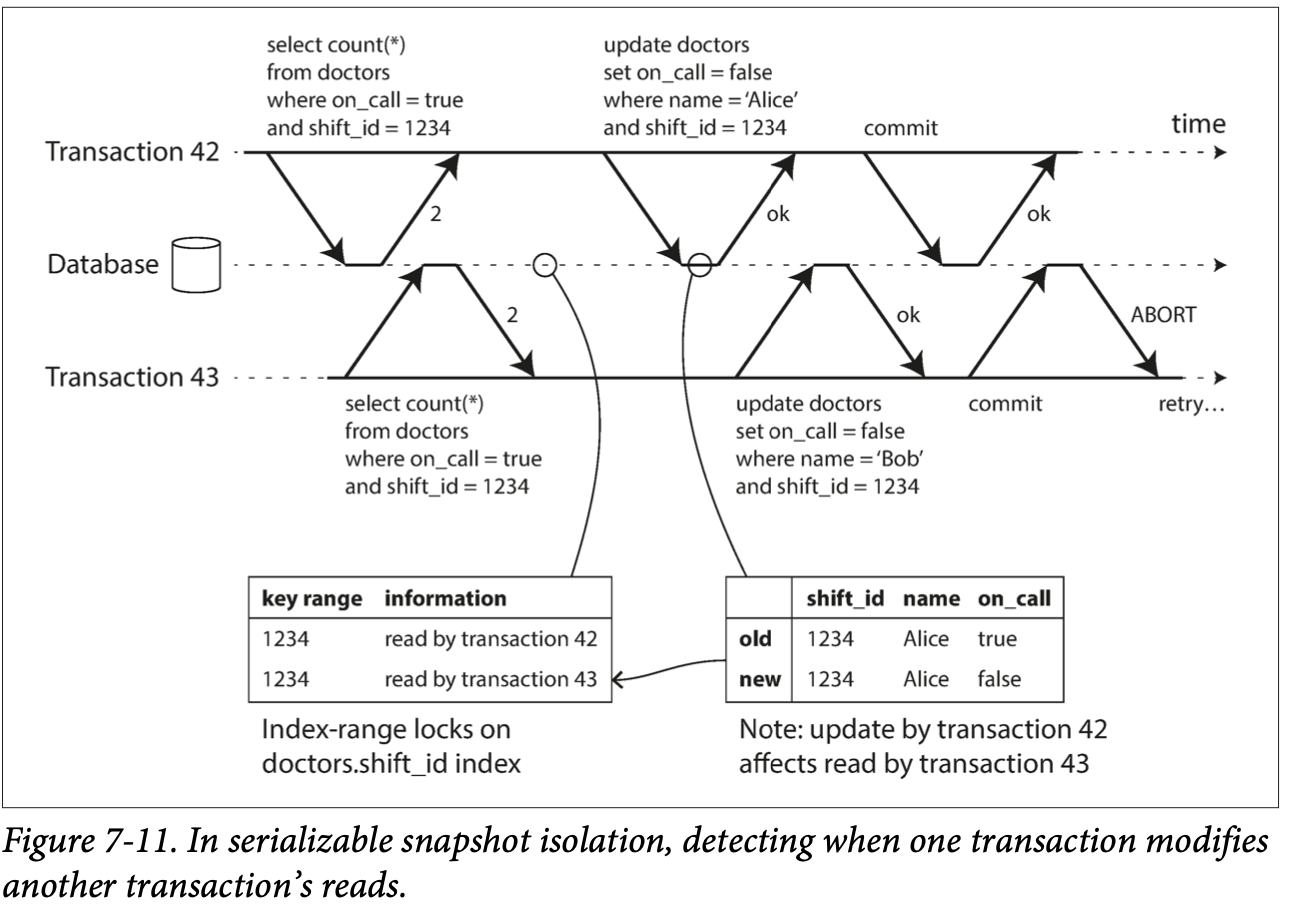 select count(*)
from doctors
where on_call = true
and shift_id = 1234
update doctors
set on_call = false
where name = ‘Alice’
and shift_id = 1234
commit
time
Transaction 42
2
ok
ok
Database
2
ok
ABORT
Transaction 43
select count(*)
from doctors
where on_call = true
and shift_id = 1234
update doctors
set on_call = false
where name = ‘Bob’
and shift_id = 1234
commit
retry…
key range information
1234 read by transaction 42
1234 read by transaction 43
Index-range locks on
doctors.shift_id index
shift_id name on_call
old 1234 Alice true
new 1234 Alice false
Note: update by transaction 42
affects read by transaction 43
Figure 7-11. In serializable snapshot isolation, detecting when one transaction modifies
another transaction’s reads.